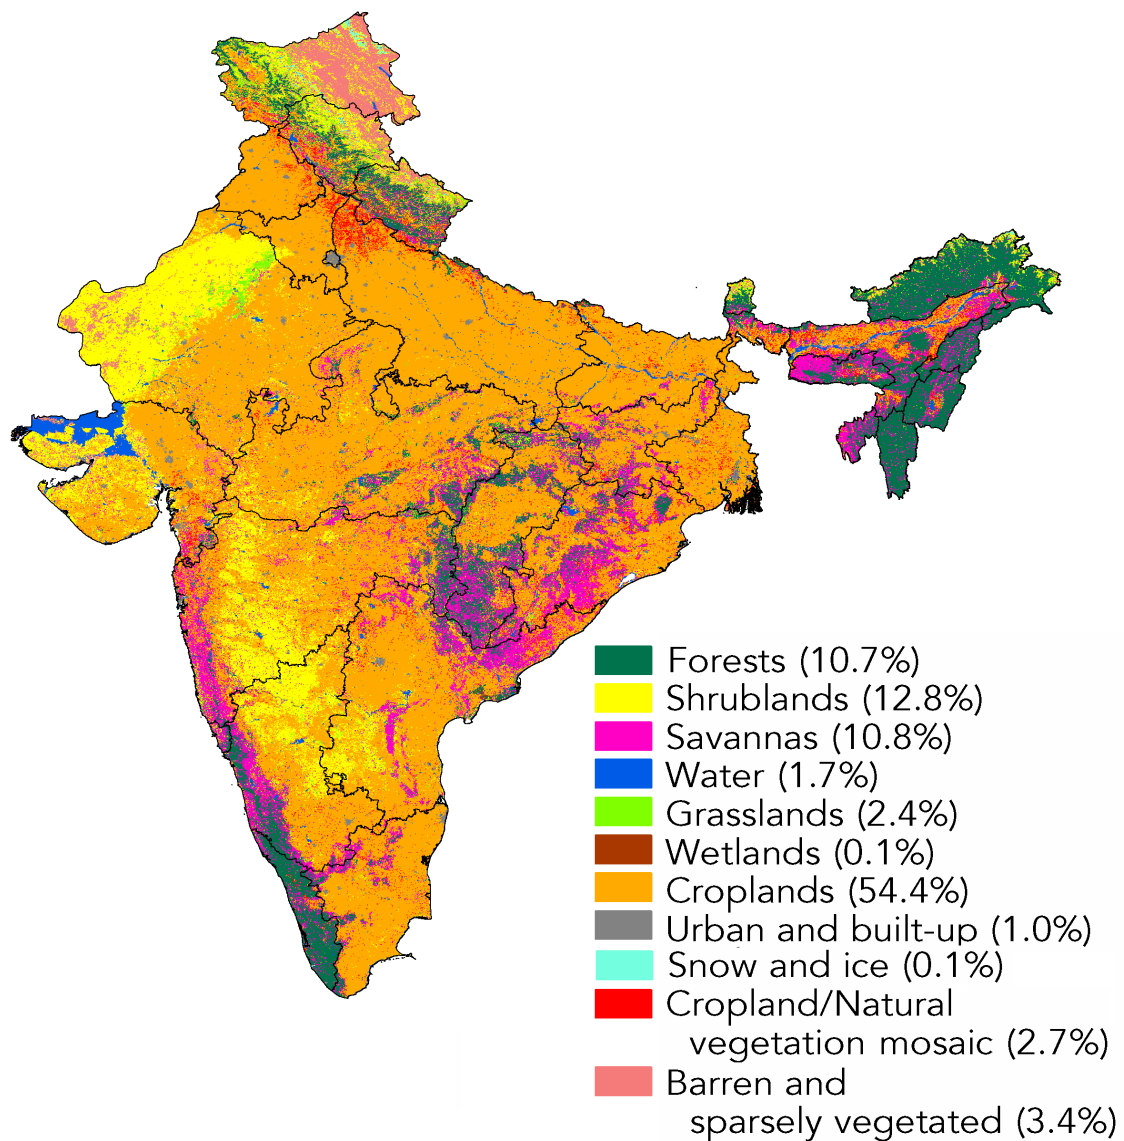 Forests (10.7%)
Shrublands (12.8%)
Savannas (10.8%)
Water (1.7%)
Grasslands (2.4%)
Wetlands (0.1%)
Croplands (54.4%)
Urban and built-up (1.0%)
Snow and ice (0.1%)
Cropland/Natural
vegetation mosaic (2.7%)
Barren and
sparsely vegetated (3.4%)